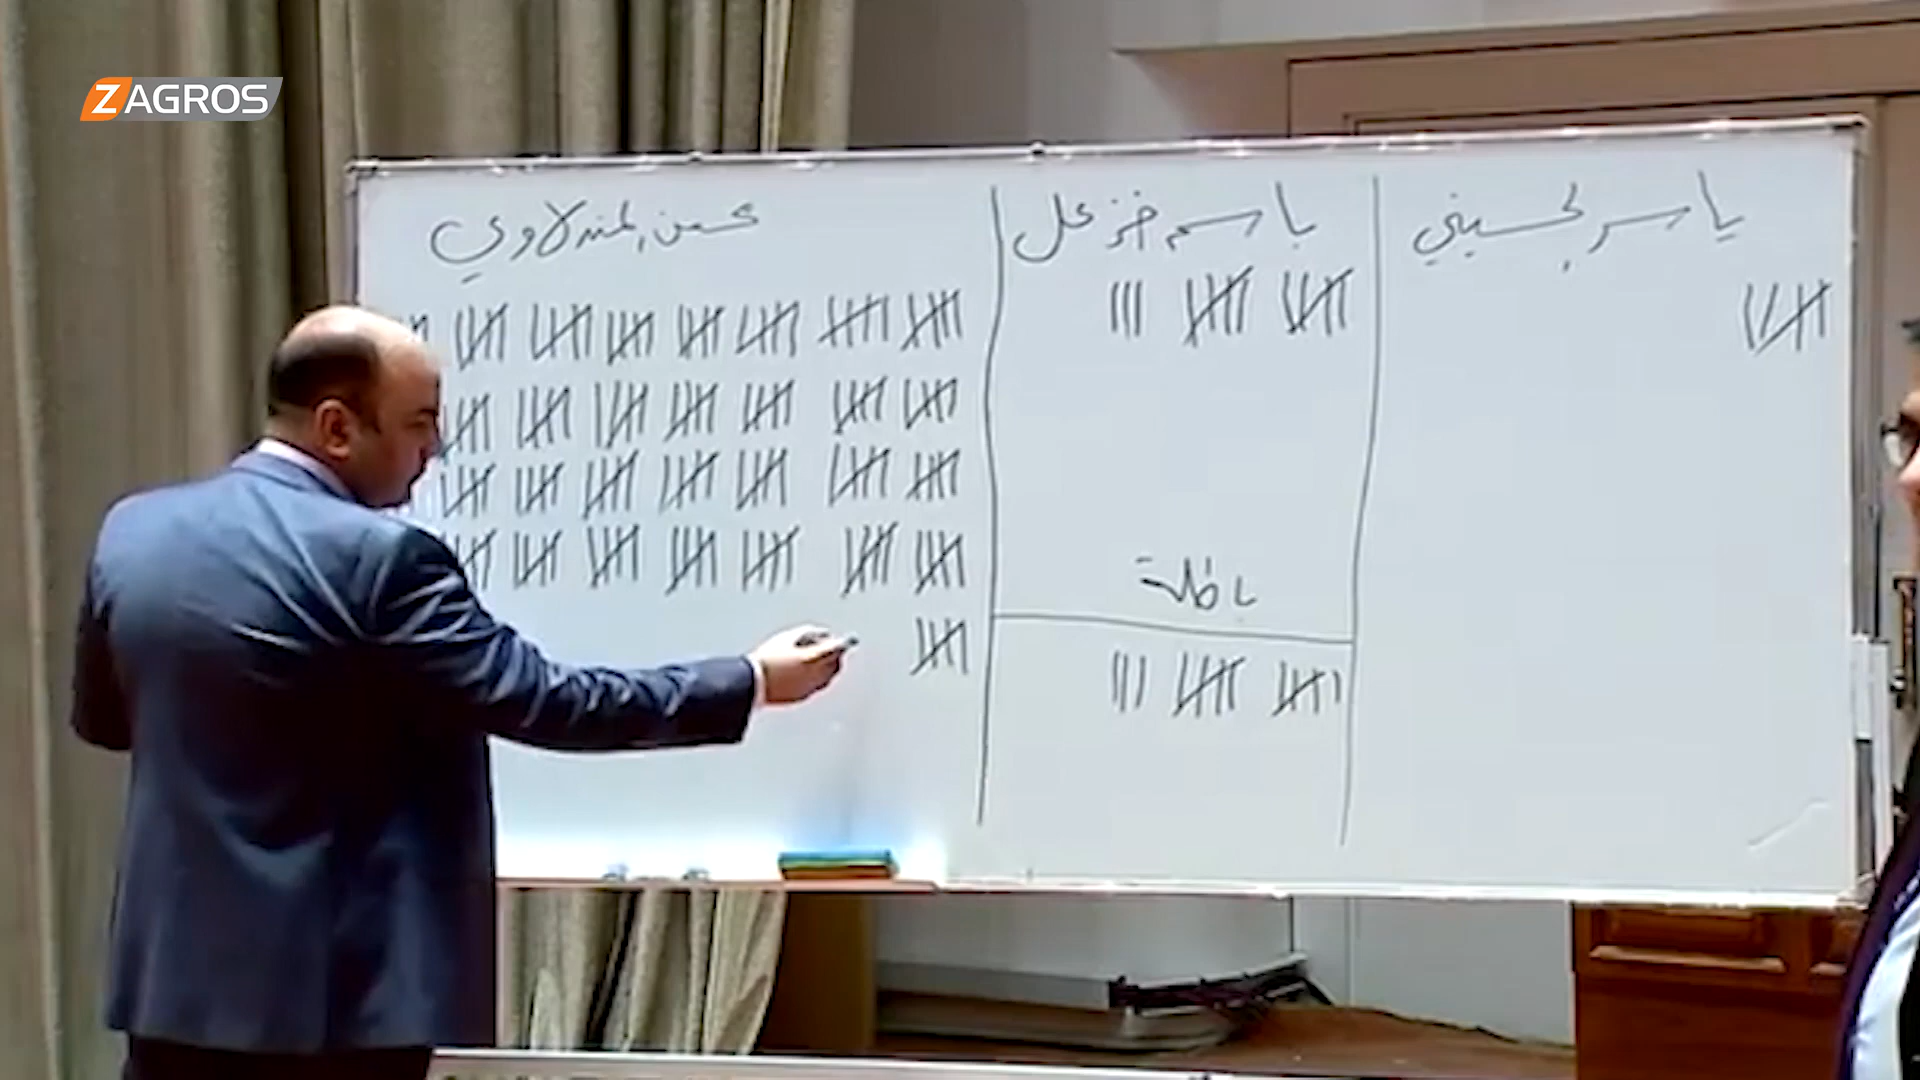 ZAGROS
ياسر الحسيني
باسم خزعل
محسن المندلاوي
باطلة